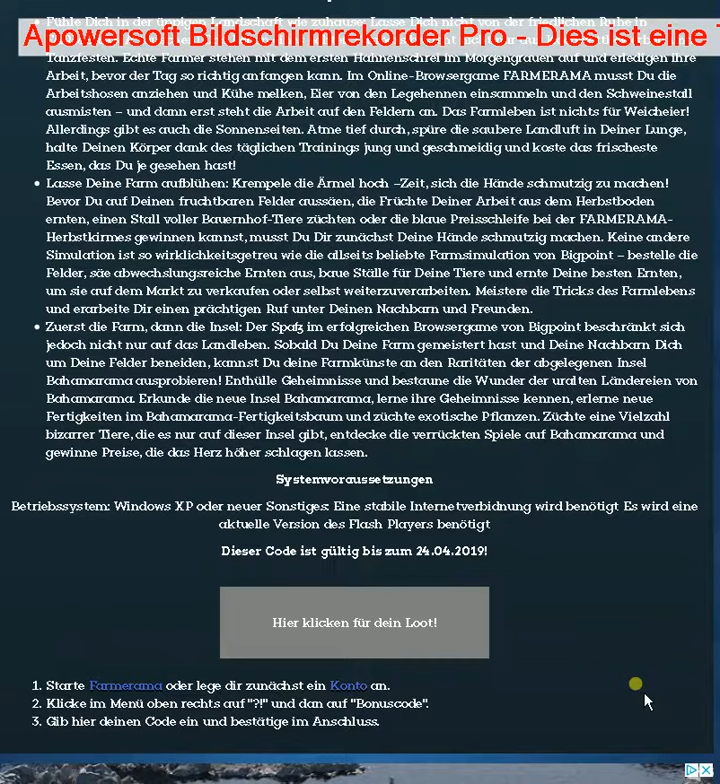 Fühle Dich in der üppigen Landschaft wie zuhause: Lasse Dich nicht von der friedlichen Ruhe in
Apowersoft Bildschirmrekorder Pro - Dies ist eine
Tanzfesten. Echte Farmer stehen mit dem ersten Hahnenschrei im Morgengrauen auf und erledigen ihre
Arbeit, bevor der Tag so richtig anfangen kann. Im Online-Browsergame FARMERAMA musst Du die
Arbeitshosen anziehen und Kühe melken, Eier von den Legehennen einsammeln und den Schweinestall
ausmisten – und dann erst steht die Arbeit auf den Feldern an. Das Farmleben ist nichts für Weicheier!
Allerdings gibt es auch die Sonnenseiten. Atme tief durch, spüre die saubere Landluft in Deiner Lunge,
halte Deinen Körper dank des täglichen Trainings jung und geschmeidig und koste das frischeste
Essen, das Du je gesehen hast!
Lasse Deine Farm aufblühen: Krempele die Ärmel hoch –Zeit, sich die Hände schmutzig zu machen!
Bevor Du auf Deinen fruchtbaren Felder aussäen, die Früchte Deiner Arbeit aus dem Herbstboden
ernten, einen Stall voller Bauernhof-Tiere züchten oder die blaue Preisschleife bei der FARMERAMA-
Herbstkirmes gewinnen kannst, musst Du Dir zunächst Deine Hände schmutzig machen. Keine andere
Simulation ist so wirklichkeitsgetreu wie die allseits beliebte Farmsimulation von Bigpoint – bestelle die
Felder, säe abwechslungsreiche Ernten aus, baue Ställe für Deine Tiere und ernte Deine besten Ernten,
um sie auf dem Markt zu verkaufen oder selbst weiterzuverarbeiten. Meistere die Tricks des Farmlebens
und erarbeite Dir einen prächtigen Ruf unter Deinen Nachbarn und Freunden.
Zuerst die Farm, dann die Insel: Der Spaß im erfolgreichen Browsergame von Bigpoint beschränkt sich
jedoch nicht nur auf das Landleben. Sobald Du Deine Farm gemeistert hast und Deine Nachbarn Dich
um Deine Felder beneiden, kannst Du deine Farmkünste an den Raritäten der abgelegenen Insel
Bahamarama ausprobieren! Enthülle Geheimnisse und bestaune die Wunder der uralten Ländereien von
Bahamarama. Erkunde die neue Insel Bahamarama, lerne ihre Geheimnisse kennen, erlerne neue
Fertigkeiten im Bahamarama-Fertigkeitsbaum und züchte exotische Pflanzen. Züchte eine Vielzahl
bizarrer Tiere, die es nur auf dieser Insel gibt, entdecke die verrückten Spiele auf Bahamarama und
gewinne Preise, die das Herz höher schlagen lassen.
Systemvoraussetzungen
Betriebssystem: Windows XP oder neuer Sonstiges: Eine stabile Internetverbidnung wird benötigt Es wird eine
aktuelle Version des Flash Players benötigt
Dieser Code ist gültig bis zum 24.04.2019!
Hier klicken für dein Loot!
1. Starte Farmerama oder lege dir zunächst ein Konto an.
2. Klicke im Menü oben rechts auf "?!" und dan auf "Bonuscode".
3. Gib hier deinen Code ein und bestätige im Anschluss.